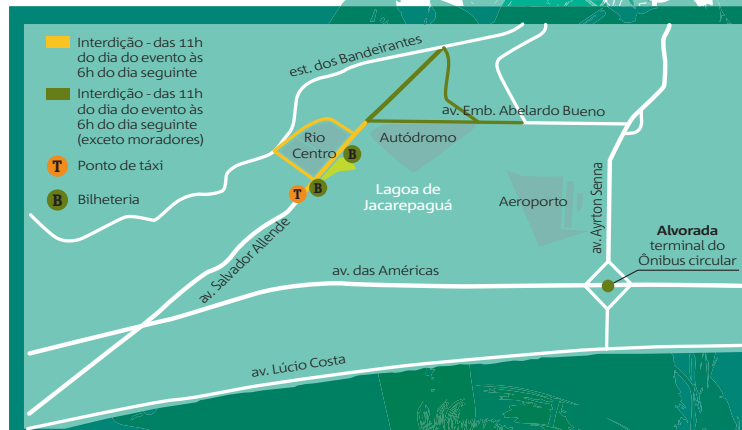 Interdição - das 11h
do dia do evento às
6h do dia seguinte
Interdição - das 11h
do dia do evento às
6h do dia seguinte
(exceto moradores)
T Ponto de táxi
B Bilheteria
est. dos Bandeirantes
av. Emb. Abelardo Bueno
Rio
Centro
Autódromo
B
B
T
Lagoa de
Jacarepaguá
Aeroporto
av. Ayrton Senna
av. Salvador Allende
Alvorada
terminal do
Ônibus circular
av. das Américas
av. Lúcio Costa